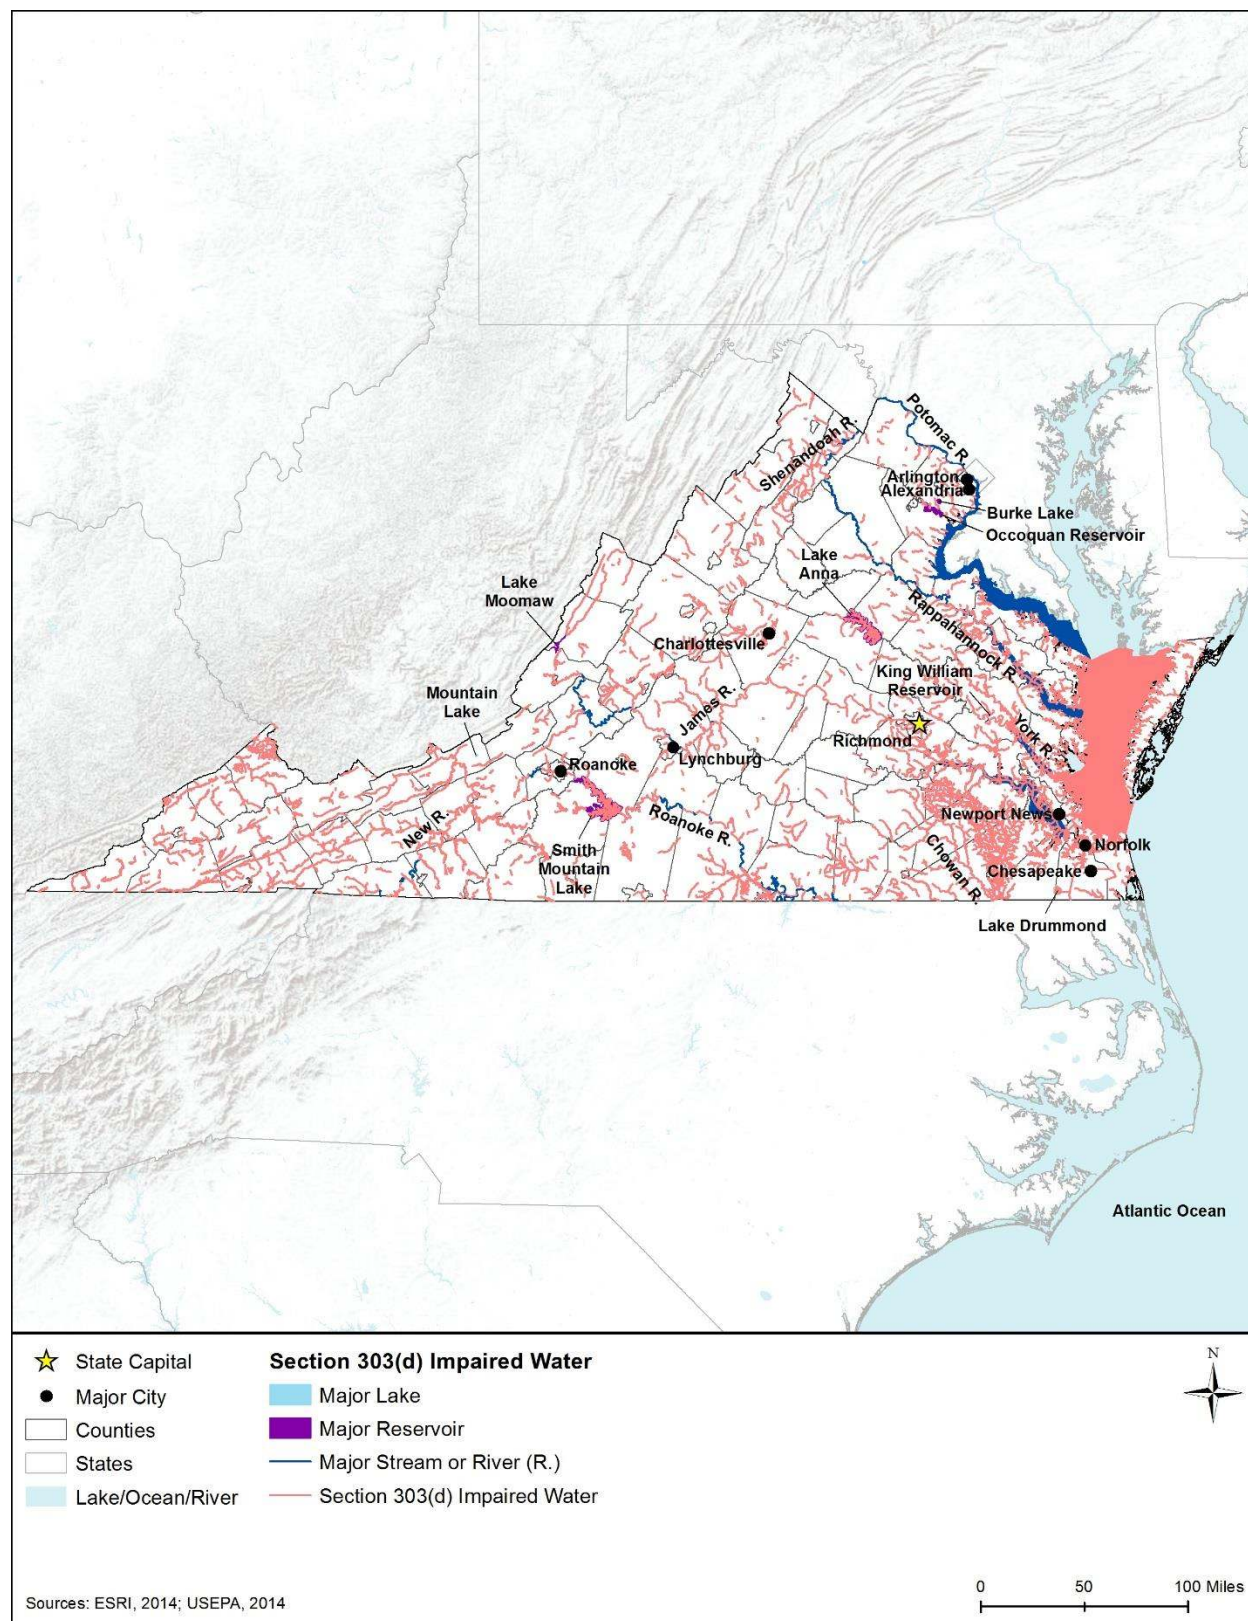 Potomac R.
Shenandoah R.
Arlington
Alexandria
Burke Lake
Occoquan Reservoir
Lake
Anna
Lake
Moomaw
Rappahannock R.
Charlottesville
King William
Reservoir
Mountain
Lake
James R.
York R.
Richmond
Lynchburg
Roanoke
New R.
Roanoke R.
Newport News
Smith
Mountain
Lake
Chowan R.
Norfolk
Chesapeake
Lake Drummond
Atlantic Ocean
State Capital
Major City
Counties
States
Lake/Ocean/River
Section 303(d) Impaired Water
Major Lake
Major Reservoir
Major Stream or River (R.)
Section 303(d) Impaired Water
N
0 50 100 Miles
Sources: ESRI, 2014; USEPA, 2014